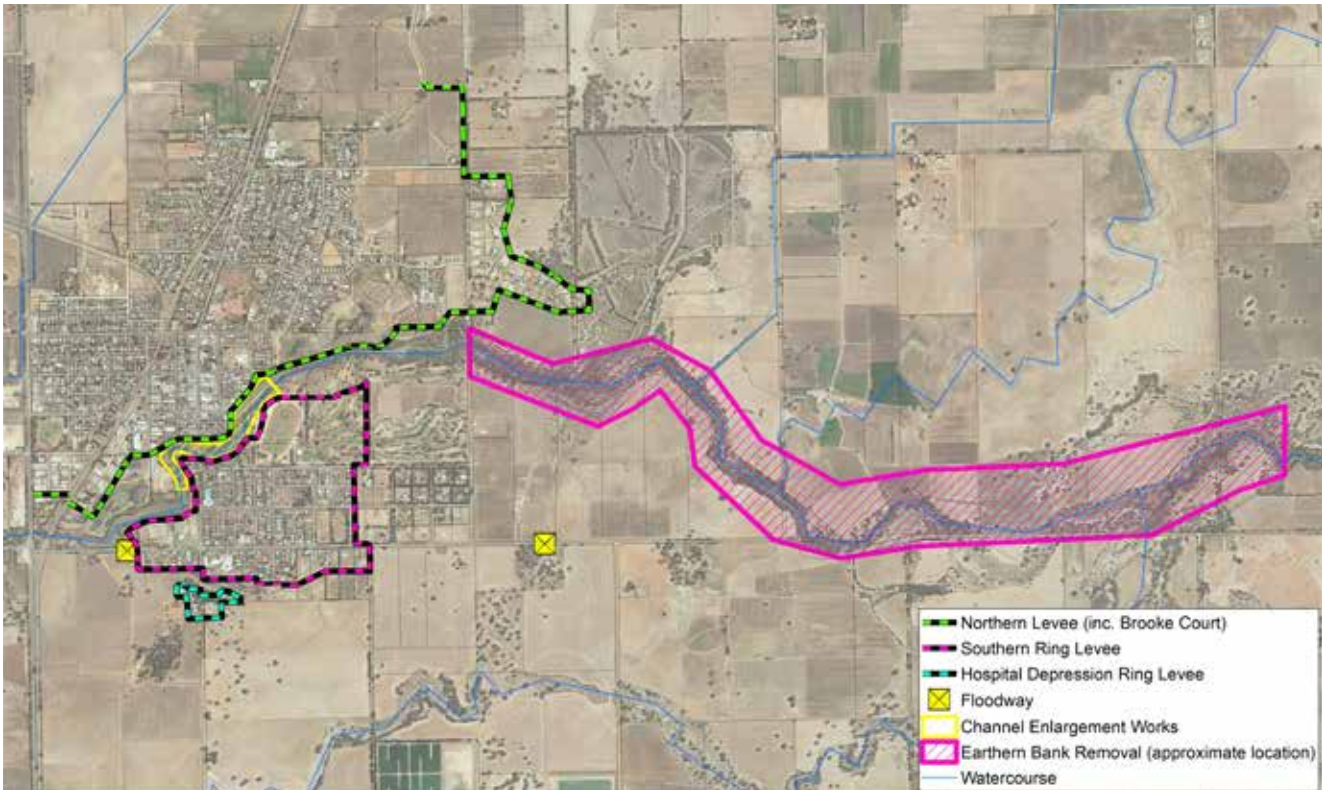 Northern Levee (inc. Brooke Court)
Southern Ring Levee
Hospital Depression Ring Levee
Floodway
Channel Enlargement Works
Earthern Bank Removal (approximate location)
Watercourse